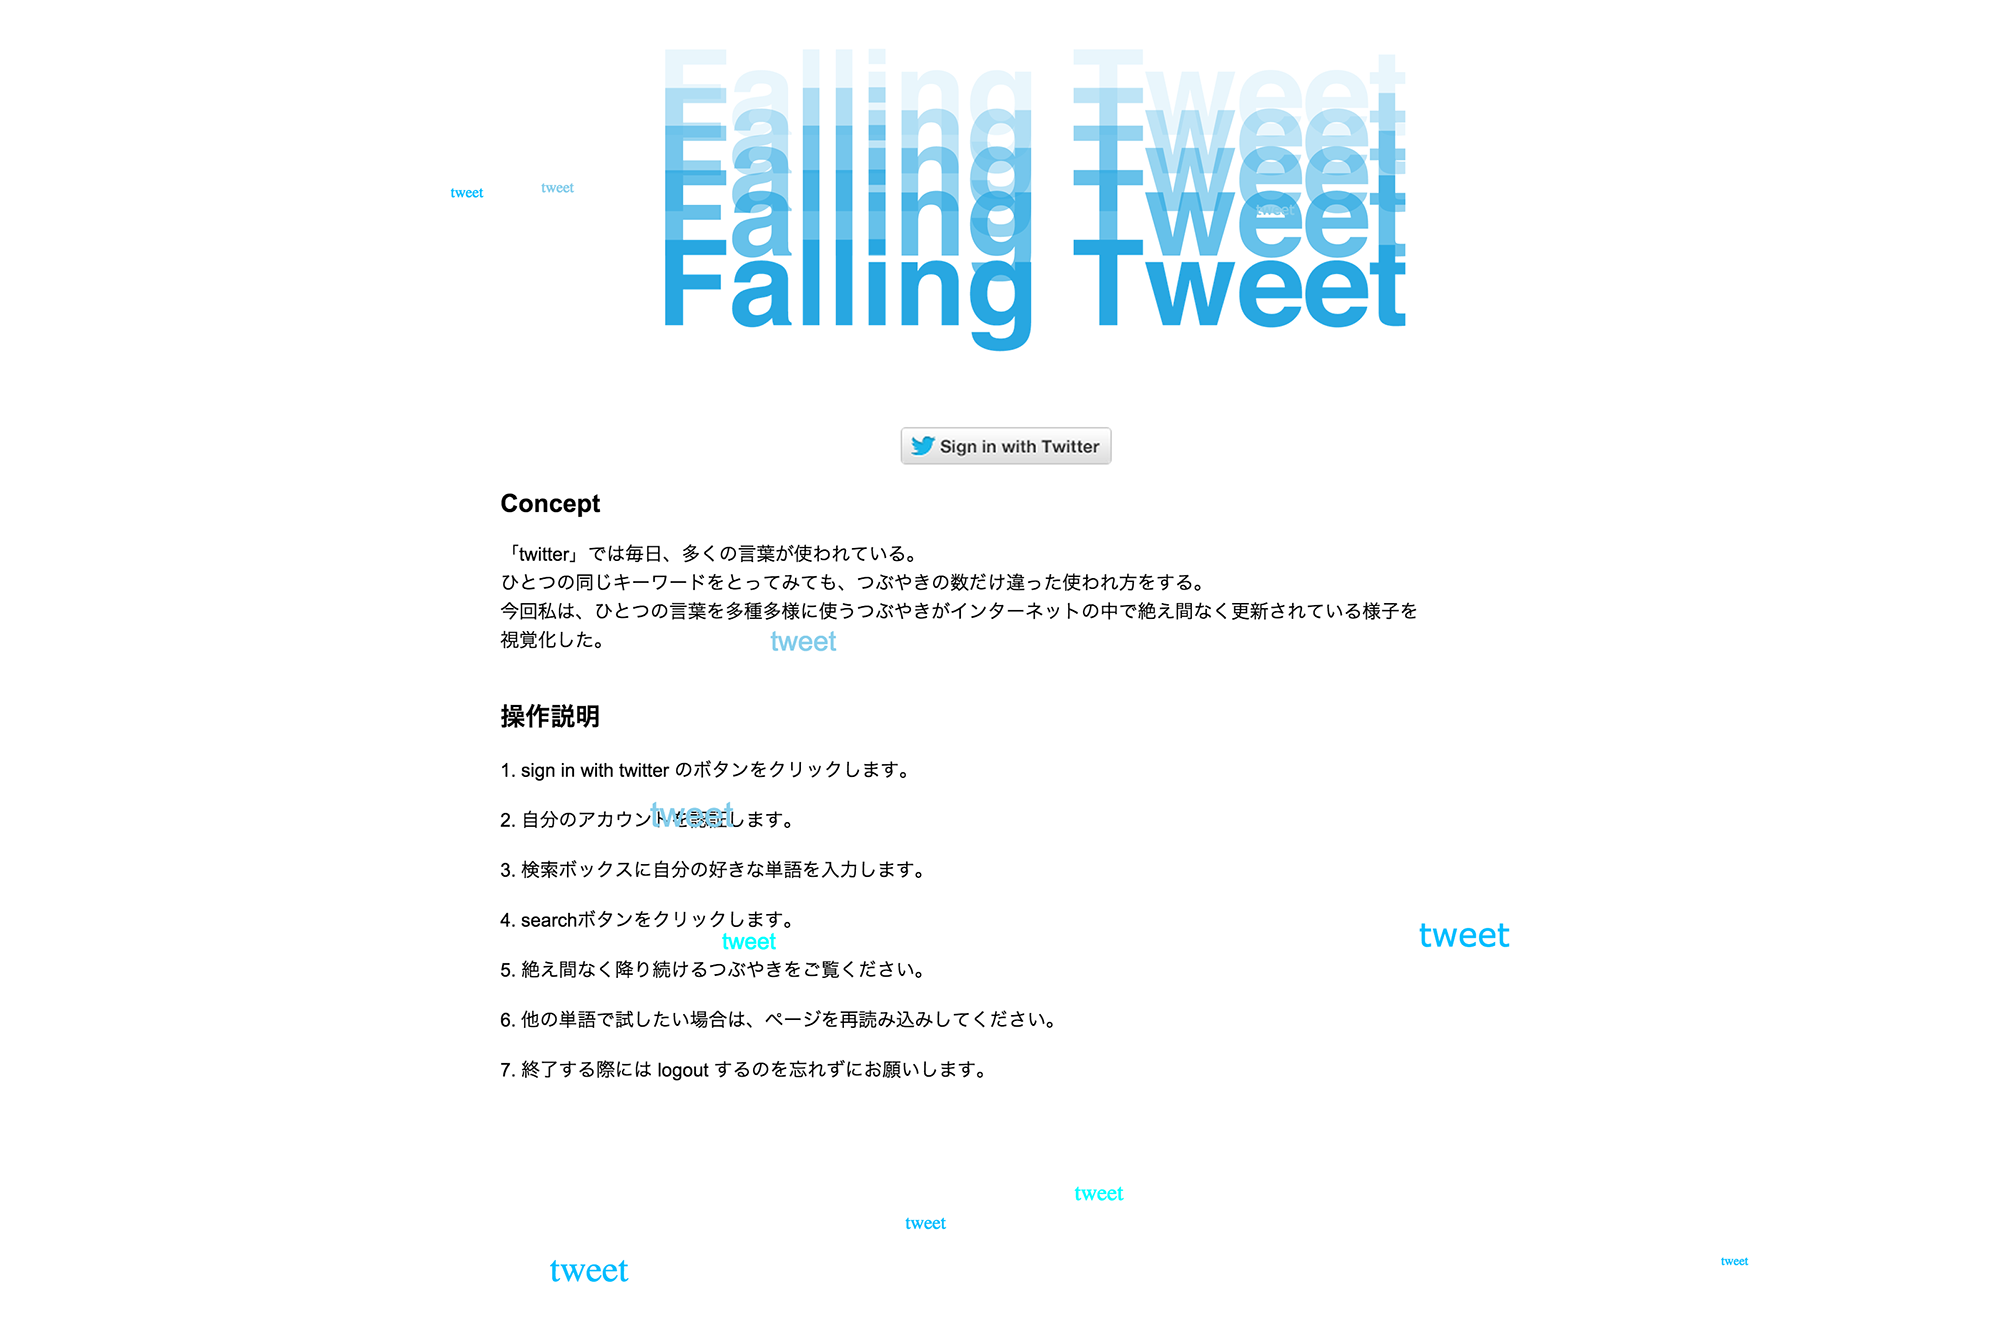 Falling Tweet
Falling Tweet
Falling Tweet
Falling Tweet
Falling Tweet
tweet
tweet
tweet
Sign in with Twitter
Concept
「twitter」では毎日、多くの言葉が使われている。
ひとつの同じキーワードをとってみても、つぶやきの数だけ違った使われ方をする。
今回私は、ひとつの言葉を多種多様に使うつぶやきがインターネットの中で絶え間なく更新されている様子を
視覚化した。
tweet
操作説明
1. sign in with twitter のボタンをクリックします。
2. 自分のアカウントを認証します。
tweet
3. 検索ボックスに自分の好きな単語を入力します。
4. searchボタンをクリックします。
tweet
tweet
5. 絶え間なく降り続けるつぶやきをご覧ください。
6. 他の単語で試したい場合は、ページを再読み込みしてください。
7. 終了する際には logout するのを忘れずにお願いします。
tweet
tweet
tweet
tweet